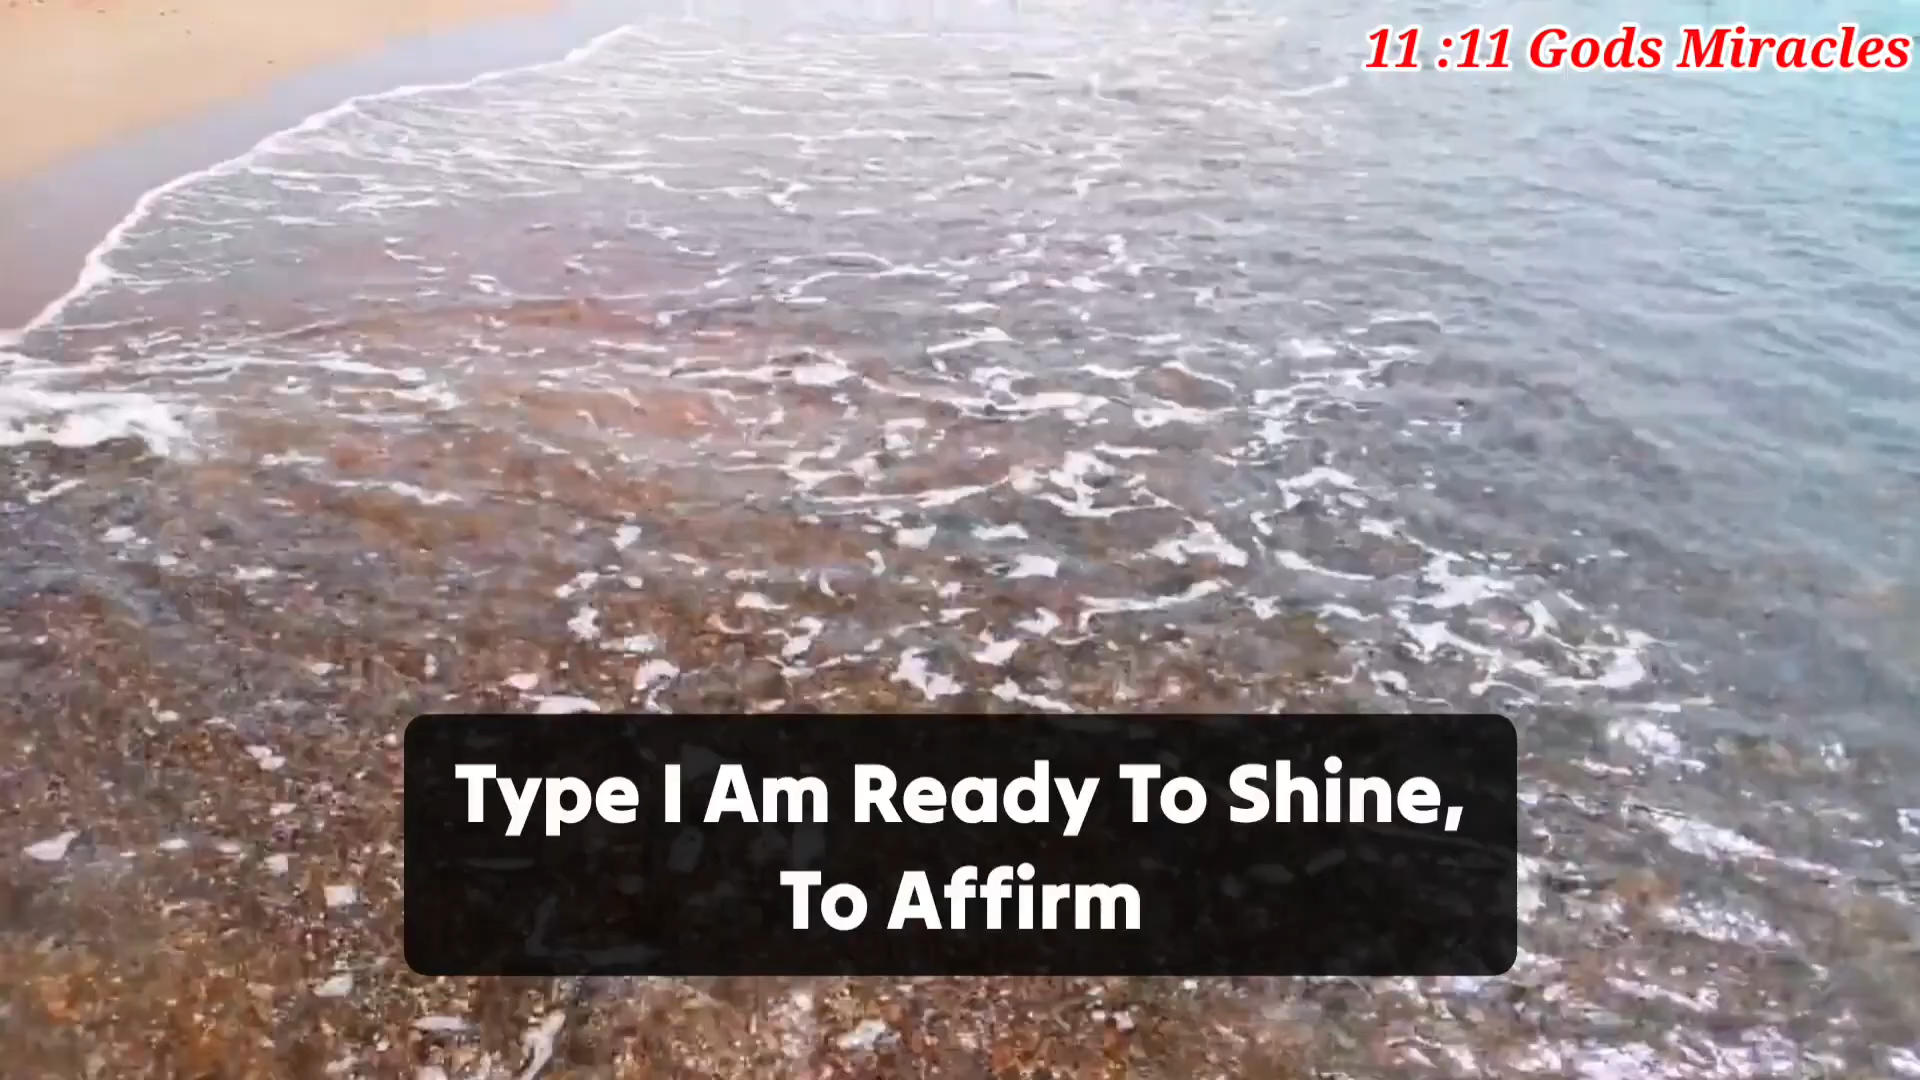 11 :11 Gods Miracles
Type I Am Ready To Shine,
To Affirm